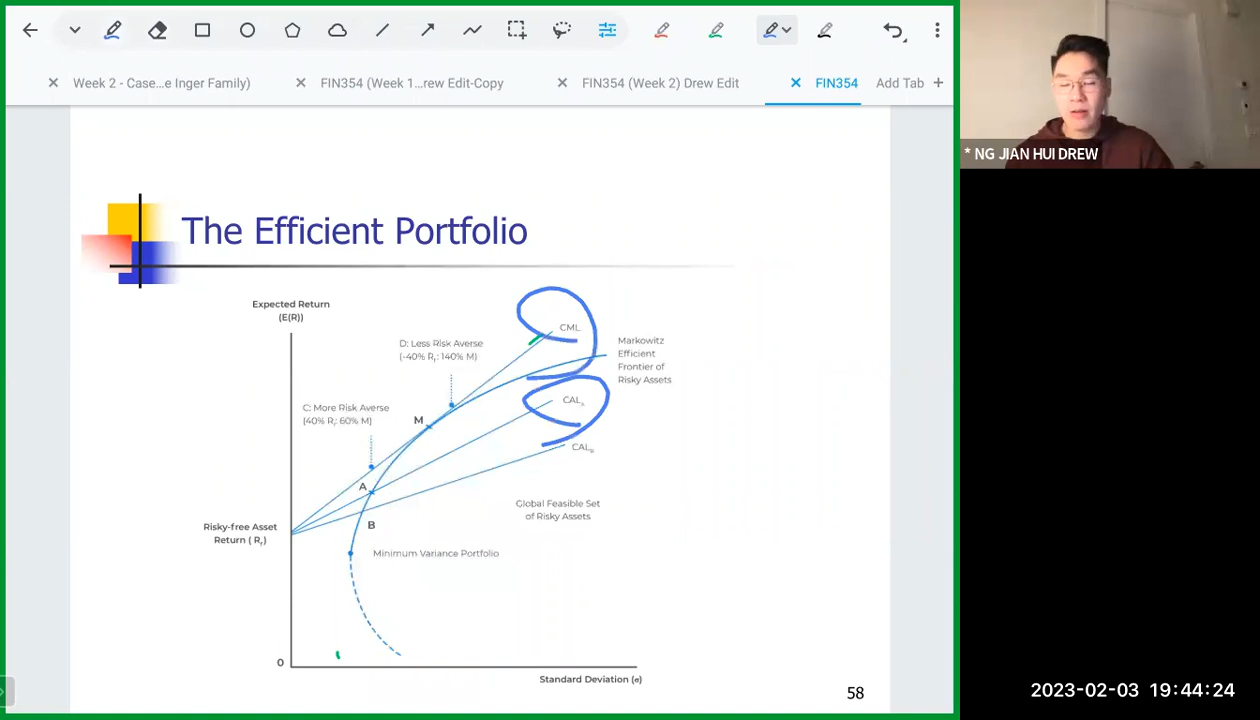 Week 2 - Case...e Inger Family)
FIN354 (Week 1...rew Edit-Copy
FIN354 (Week 2) Drew Edit
FIN354
Add Tab +
* NG JIAN HUI DREW
The Efficient Portfolio
Expected Return
(E(R))
D: Less Risk Averse
(-40% Rf: 140% M)
CML
Markowitz
Efficient
Frontier of
Risky Assets
C: More Risk Averse
(40% Rf: 60% M)
M
CALA
CALB
A
Global Feasible Set
of Risky Assets
B
Risky-free Asset
Return ( Rf)
Minimum Variance Portfolio
0
Standard Deviation (σ)
58
2023-02-03 19:44:24